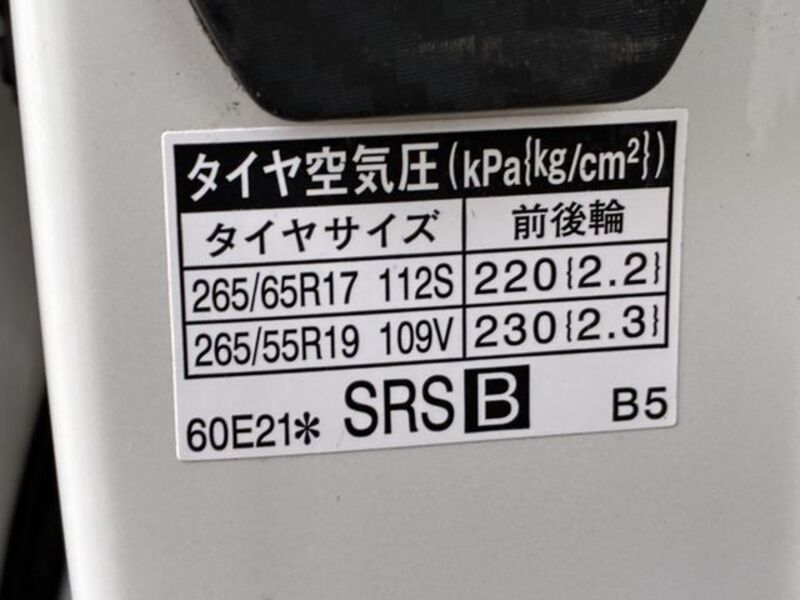 タイヤ空気圧(kPa{kg/cm²})
タイヤサイズ 前後輪
265/65R17 112S 220{2.2}
265/55R19 109V 230{2.3}
60E21* SRS B B5